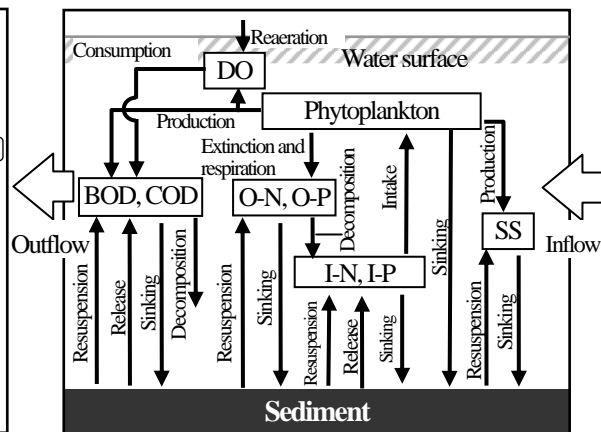 Reaeration
Consumption
Water surface
DO
Production
Phytoplankton
Extinction and
respiration
Decomposition
Intake
Production
BOD, COD
O-N, O-P
SS
Outflow
Inflow
I-N, I-P
Sinking
Resuspension
Release
Sinking
Decomposition
Resuspension
Sinking
Resuspension
Release
Sinking
Resuspension
Sinking
Sediment